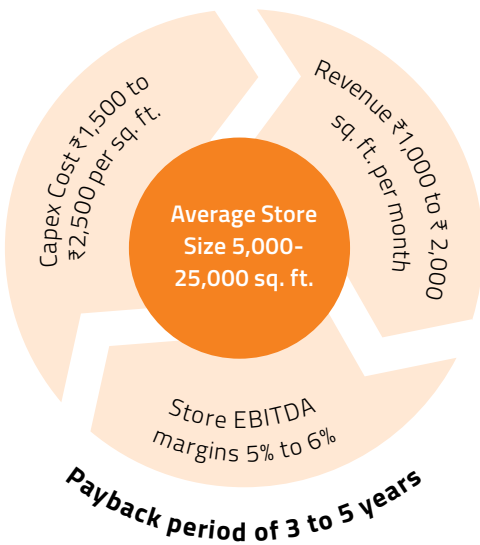 Capex Cost ₹1,500 to
₹2,500 per sq. ft.
Revenue ₹1,000 to ₹ 2,000
sq. ft. per month
Average Store
Size 5,000-
25,000 sq. ft.
Store EBITDA
margins 5% to 6%
Payback period of 3 to 5 years